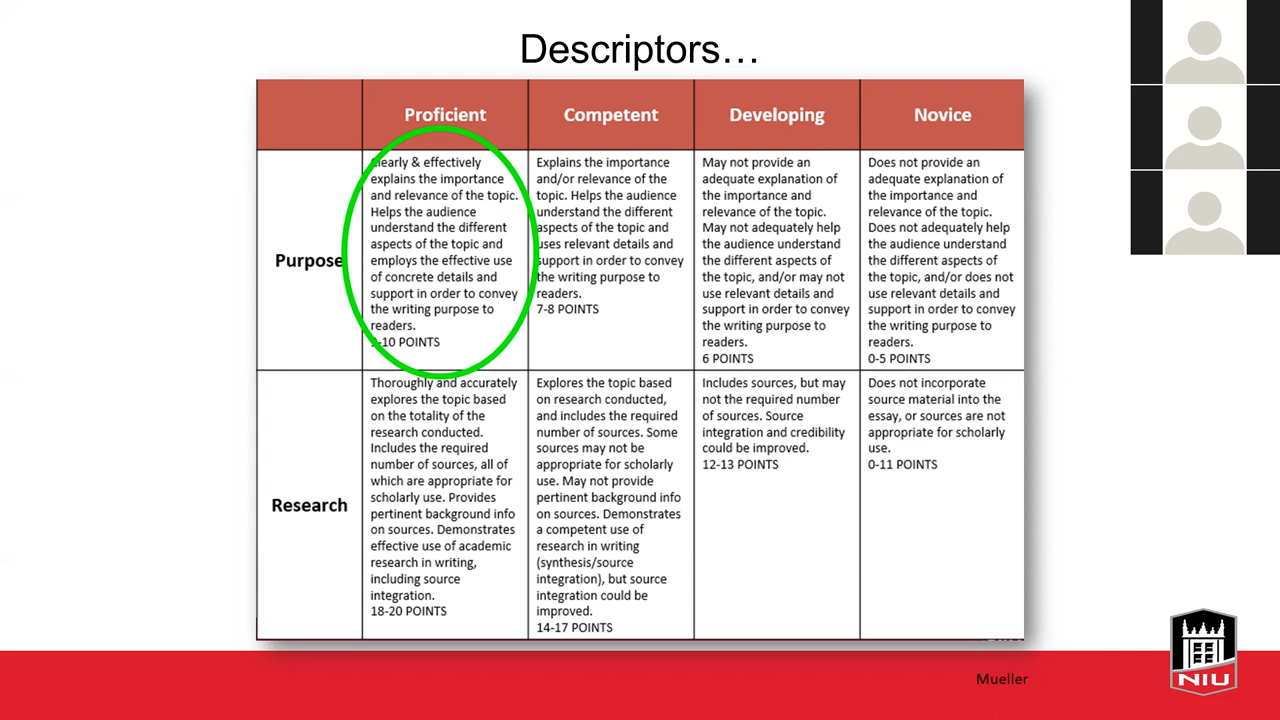 Descriptors…
Proficient
Competent
Developing
Novice
Purpose
Clearly & effectively
explains the importance
and relevance of the topic.
Helps the audience
understand the different
aspects of the topic and
employs the effective use
of concrete details and
support in order to convey
the writing purpose to
readers.
9-10 POINTS
Explains the importance
and/or relevance of the
topic. Helps the audience
understand the different
aspects of the topic and
uses relevant details and
support in order to convey
the writing purpose to
readers.
7-8 POINTS
May not provide an
adequate explanation of
the importance and
relevance of the topic.
May not adequately help
the audience understand
the different aspects of
the topic, and/or may not
use relevant details and
support in order to convey
the writing purpose to
readers.
6 POINTS
Does not provide an
adequate explanation of
the importance and
relevance of the topic.
Does not adequately help
the audience understand
the different aspects of
the topic, and/or does not
use relevant details and
support in order to convey
the writing purpose to
readers.
0-5 POINTS
Research
Thoroughly and accurately
explores the topic based
on the totality of the
research conducted.
Includes the required
number of sources, all of
which are appropriate for
scholarly use. Provides
pertinent background info
on sources. Demonstrates
effective use of academic
research in writing,
including source
integration.
18-20 POINTS
Explores the topic based
on research conducted,
and includes the required
number of sources. Some
sources may not be
appropriate for scholarly
use. May not provide
pertinent background info
on sources. Demonstrates
a competent use of
research in writing
(synthesis/source
integration), but source
integration could be
improved.
14-17 POINTS
Includes sources, but may
not the required number
of sources. Source
integration and credibility
could be improved.
12-13 POINTS
Does not incorporate
source material into the
essay, or sources are not
appropriate for scholarly
use.
0-11 POINTS
Mueller
NIU